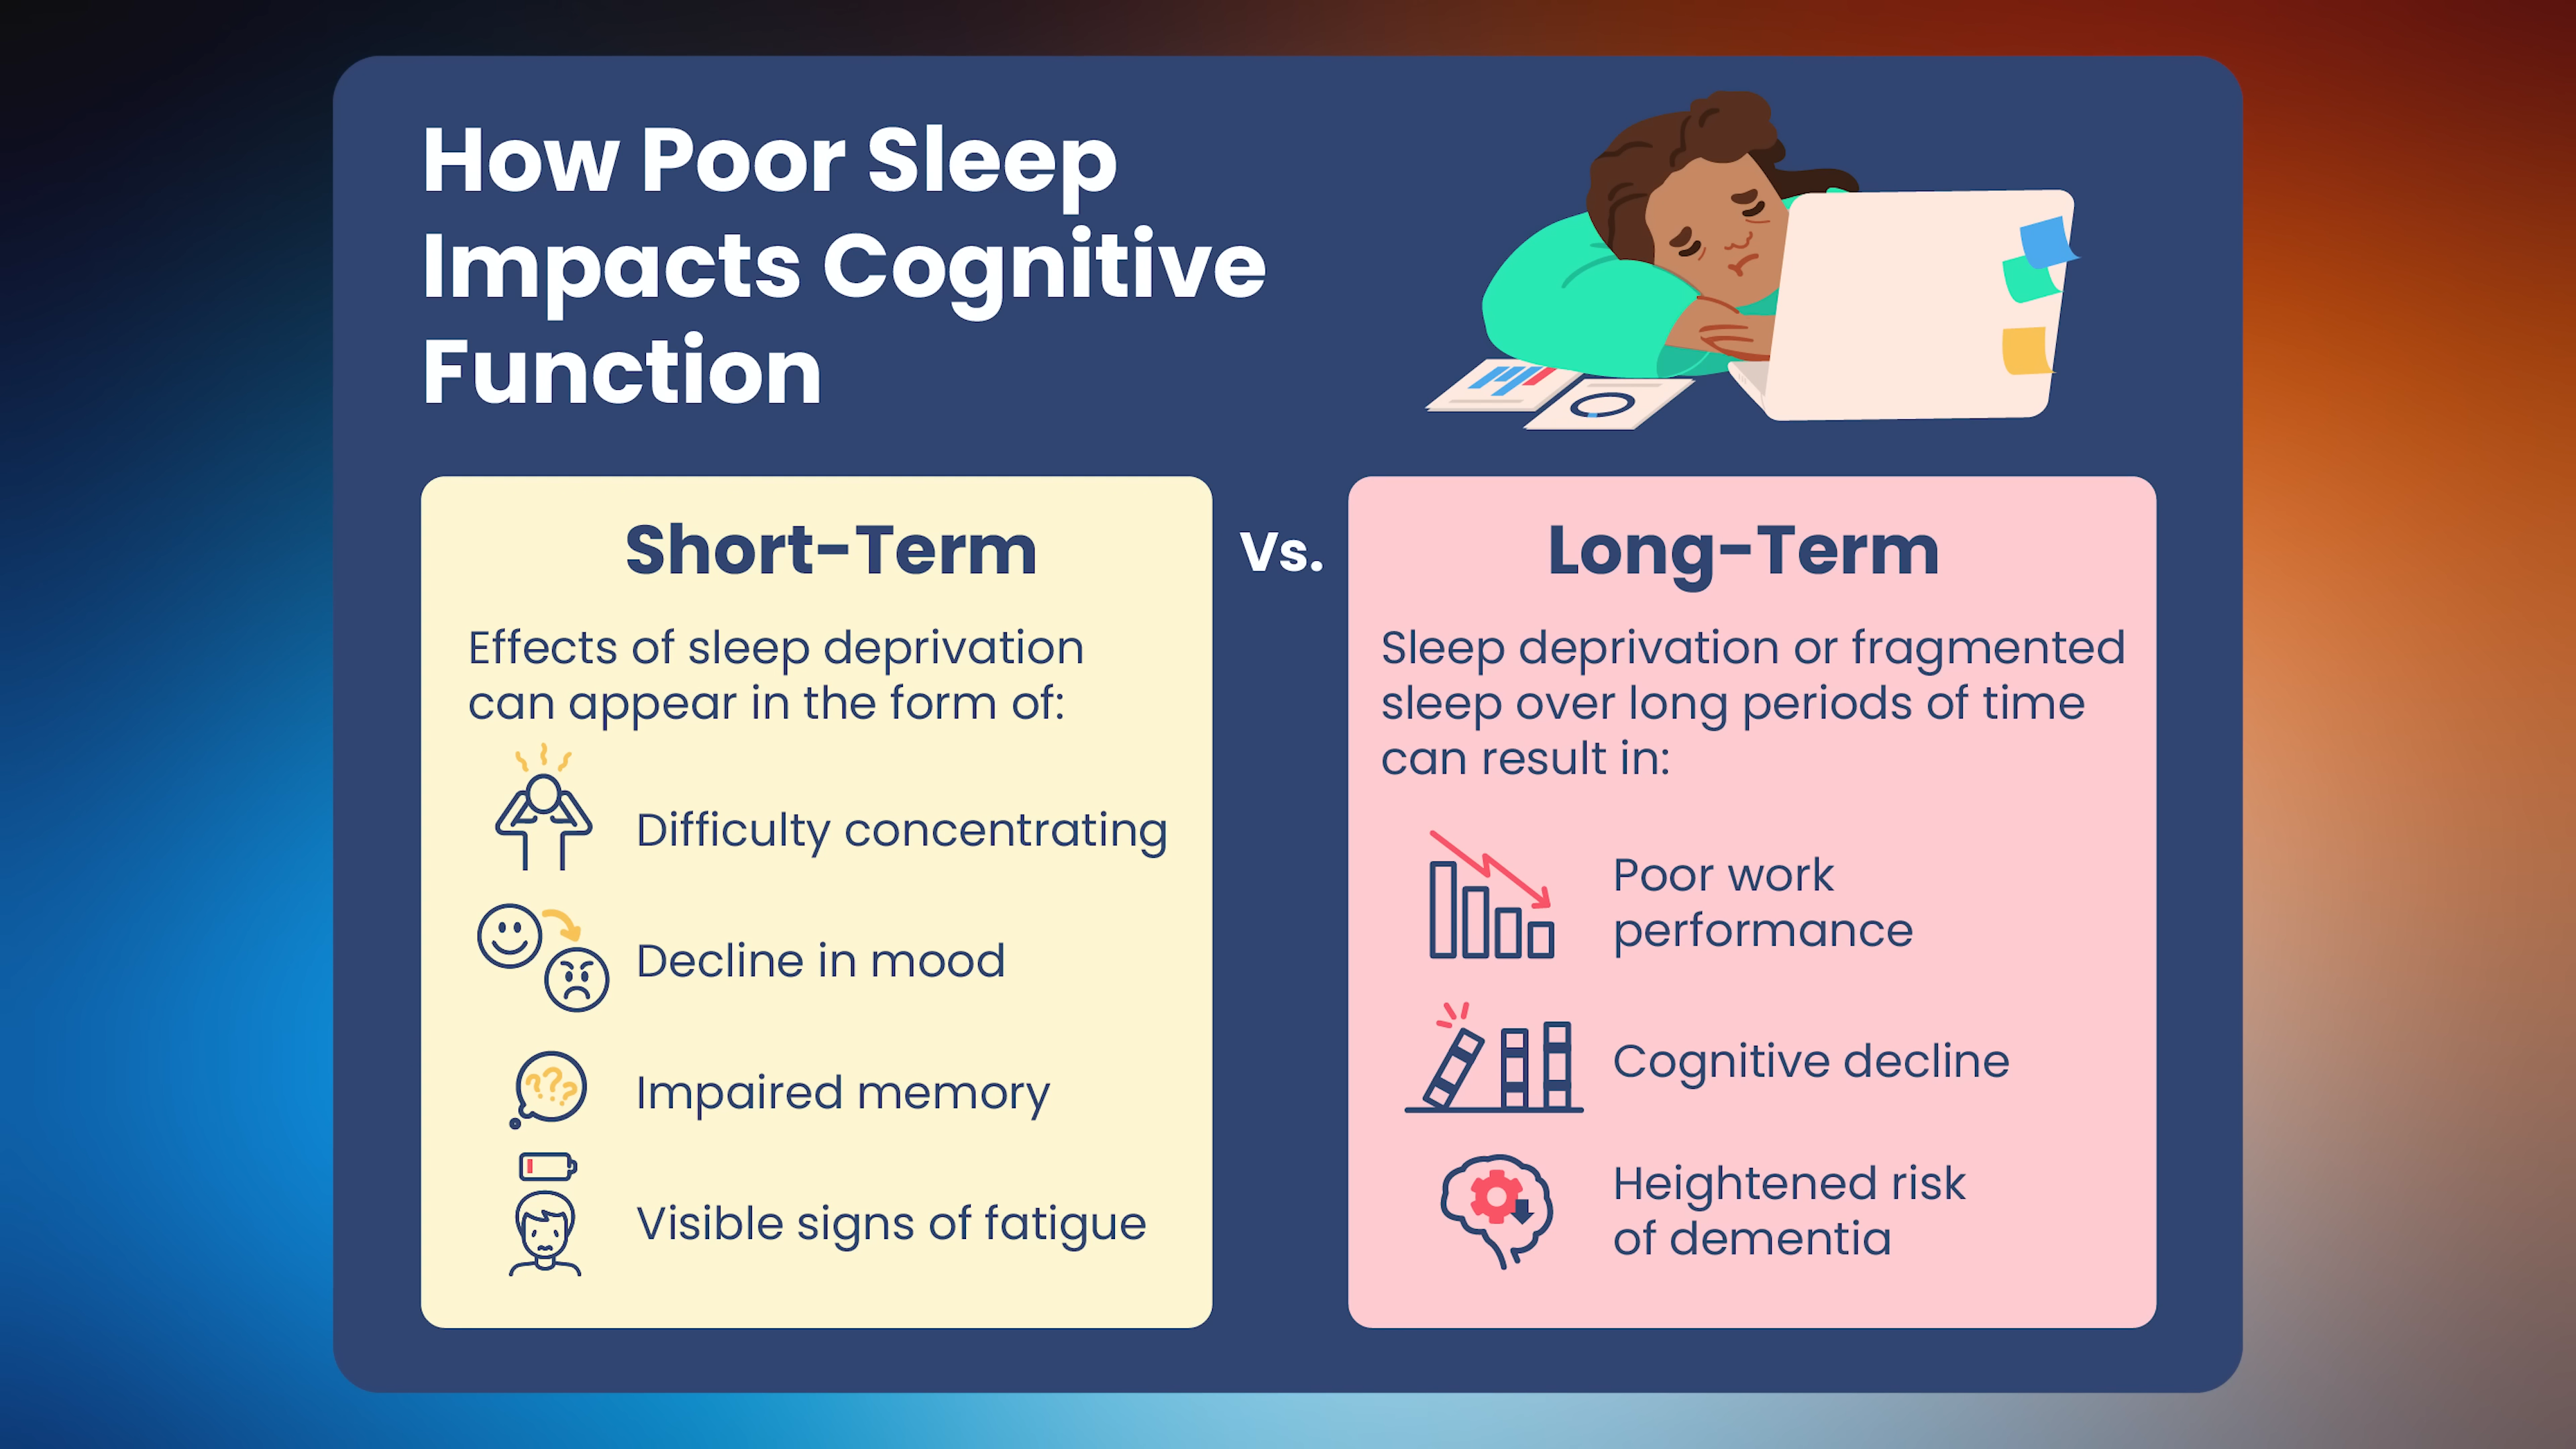 How Poor Sleep
Impacts Cognitive
Function
Short-Term
Effects of sleep deprivation
can appear in the form of:
Difficulty concentrating
Decline in mood
Impaired memory
Visible signs of fatigue
Vs.
Long-Term
Sleep deprivation or fragmented
sleep over long periods of time
can result in:
Poor work
performance
Cognitive decline
Heightened risk
of dementia